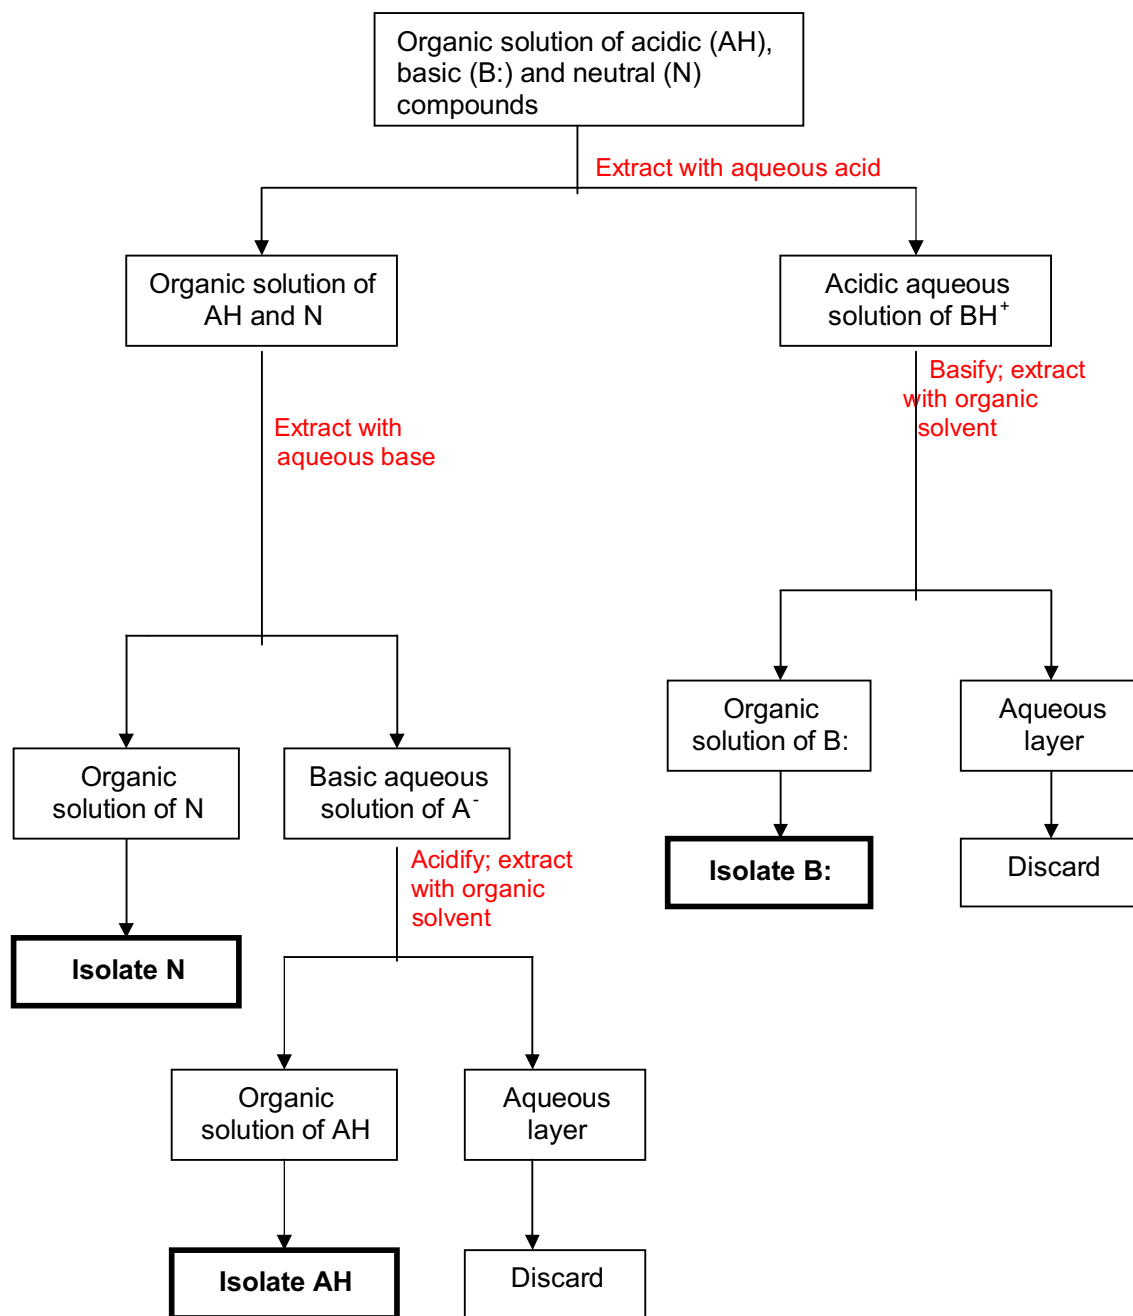 Organic solution of acidic (AH),
basic (B:) and neutral (N)
compounds
Extract with aqueous acid
Organic solution of
AH and N
Acidic aqueous
solution of BH⁺
Basify; extract
with organic
solvent
Extract with
aqueous base
Organic
solution of B:
Aqueous
layer
Organic
solution of N
Basic aqueous
solution of A⁻
Isolate B:
Discard
Acidify; extract
with organic
solvent
Isolate N
Organic
solution of AH
Aqueous
layer
Isolate AH
Discard